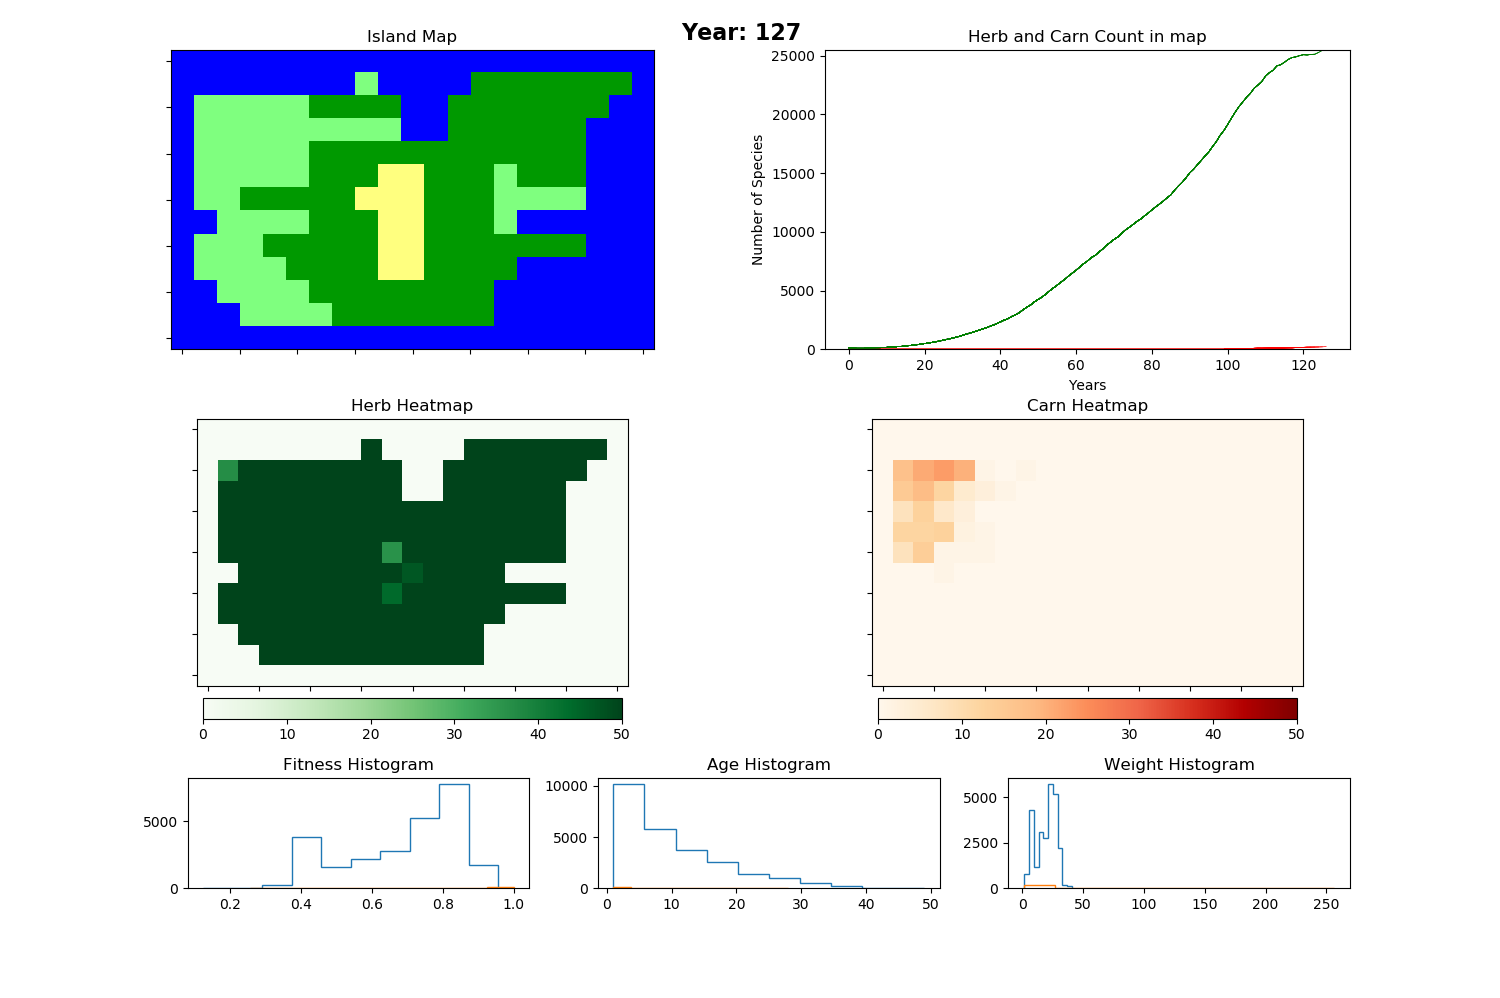 Year: 127
Island Map
Herb and Carn Count in map
25000
20000
15000
10000
5000
0
Number of Species
0 20 40 60 80 100 120
Years
Herb Heatmap
Carn Heatmap
0 10 20 30 40 50
0 10 20 30 40 50
Fitness Histogram
5000
0
0.2 0.4 0.6 0.8 1.0
Age Histogram
10000
5000
0
0 10 20 30 40 50
Weight Histogram
5000
2500
0
0 50 100 150 200 250